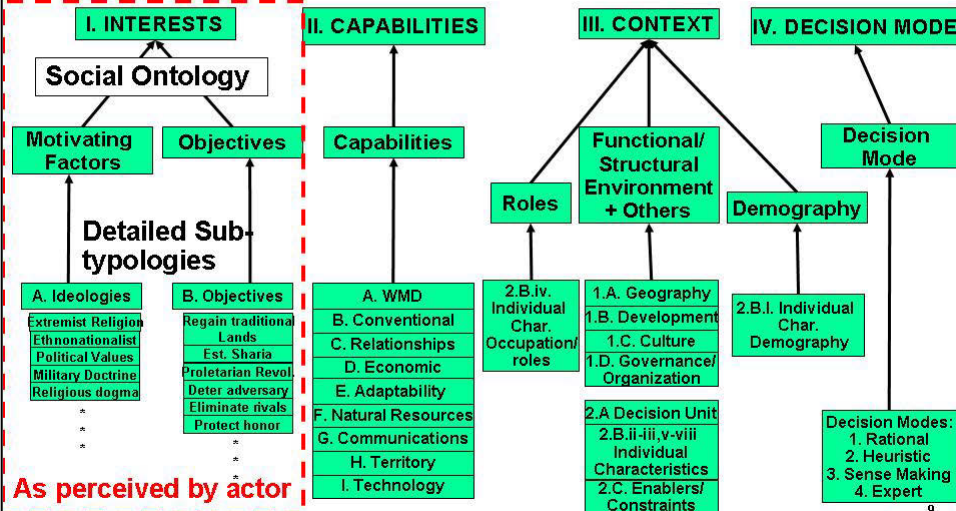 I. INTERESTS
II. CAPABILITIES
III. CONTEXT
IV. DECISION MODE
Social Ontology
Motivating
Factors
Objectives
Capabilities
Roles
Functional/
Structural
Environment
+ Others
Demography
Decision
Mode
Detailed Sub-
typologies
A. Ideologies
Extremist Religion
Ethnonationalist
Political Values
Military Doctrine
Religious dogma
*
*
*
B. Objectives
Regain traditional
Lands
Est. Sharia
Proletarian Revol.
Deter adversary
Eliminate rivals
Protect honor
*
*
*
As perceived by actor
A. WMD
B. Conventional
C. Relationships
D. Economic
E. Adaptability
F. Natural Resources
G. Communications
H. Territory
I. Technology
2.B.iv.
Individual
Char.
Occupation/
roles
1.A. Geography
1.B. Development
1.C. Culture
1.D. Governance/
Organization
2.A Decision Unit
2.B.ii-iii,v-viii
Individual
Characteristics
2.C. Enablers/
Constraints
2.B.I. Individual
Char.
Demography
Decision Modes:
1. Rational
2. Heuristic
3. Sense Making
4. Expert
9